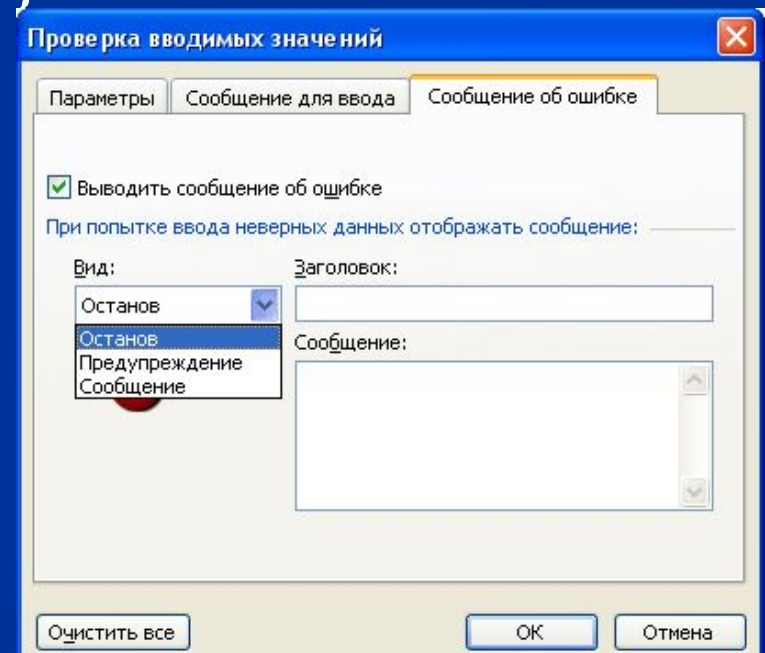 Проверка вводимых значений
Параметры
Сообщение для ввода
Сообщение об ошибке
Выводить сообщение об ошибке
При попытке ввода неверных данных отображать сообщение:
Вид:
Заголовок:
Останов
Останов
Предупреждение
Сообщение
Сообщение:
Очистить все
ОК
Отмена